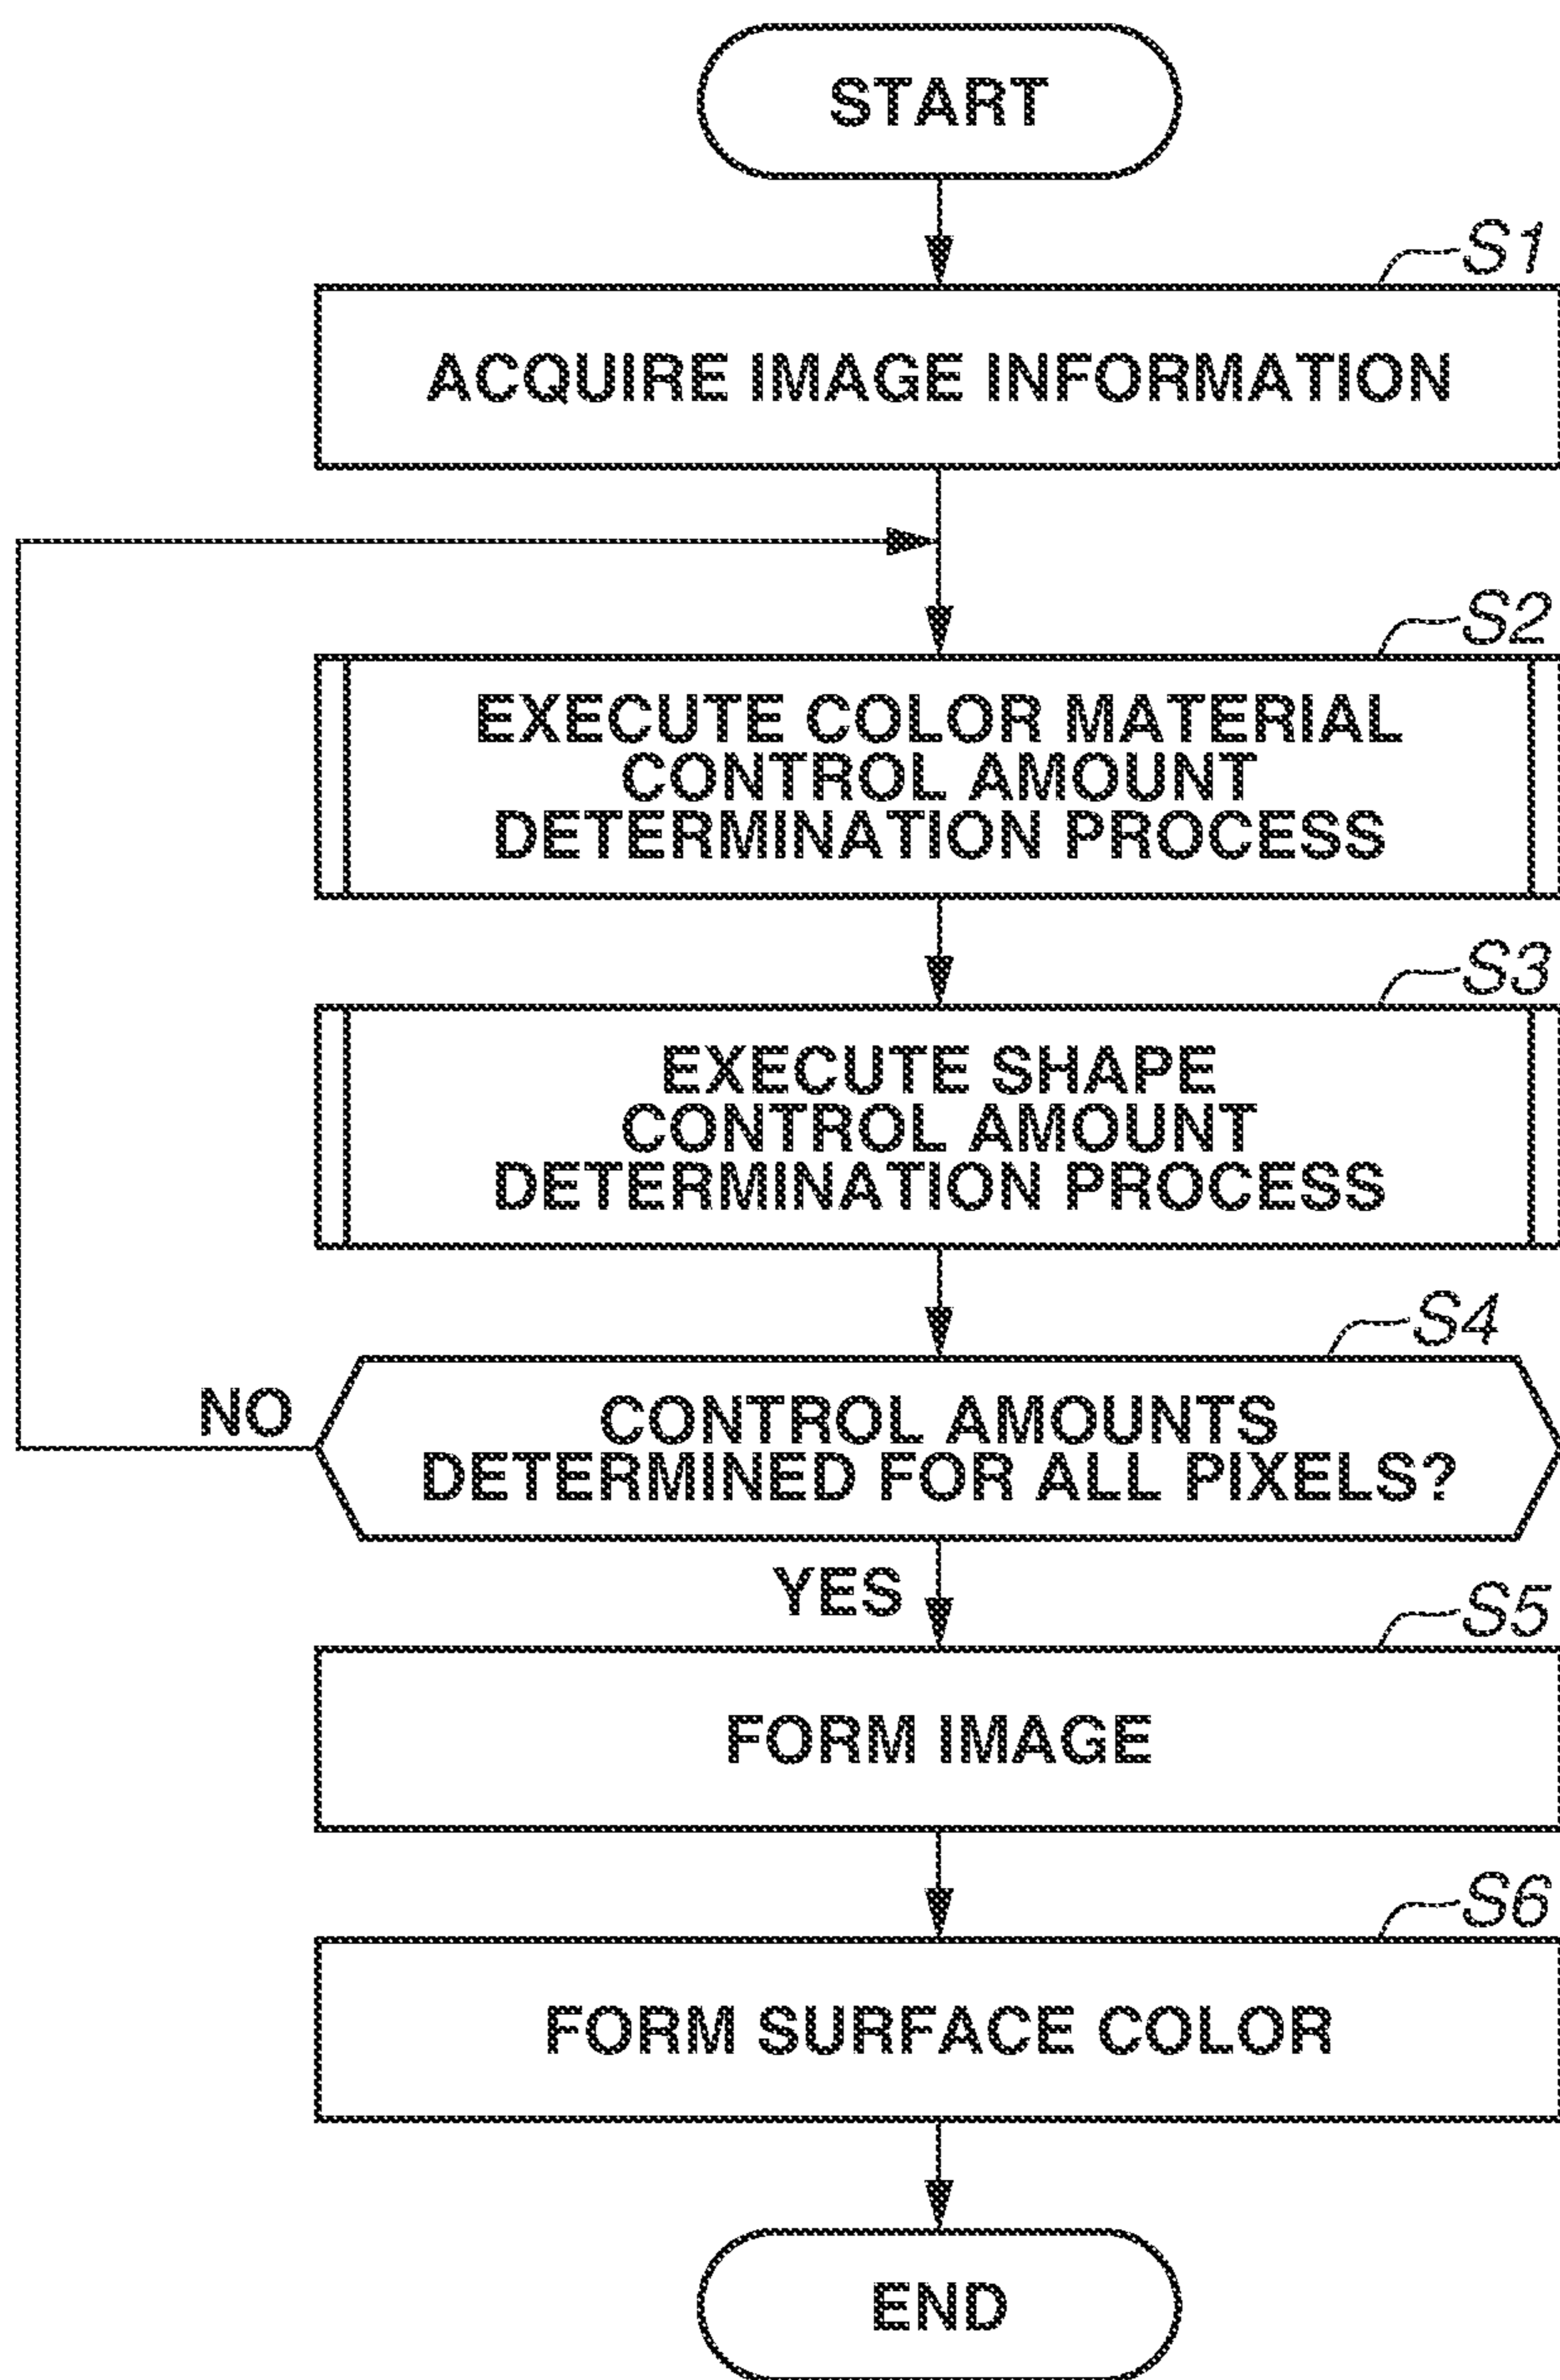 START
S1
ACQUIRE IMAGE INFORMATION
S2
EXECUTE COLOR MATERIAL
CONTROL AMOUNT
DETERMINATION PROCESS
S3
EXECUTE SHAPE
CONTROL AMOUNT
DETERMINATION PROCESS
S4
NO
CONTROL AMOUNTS
DETERMINED FOR ALL PIXELS?
YES
S5
FORM IMAGE
S6
FORM SURFACE COLOR
END